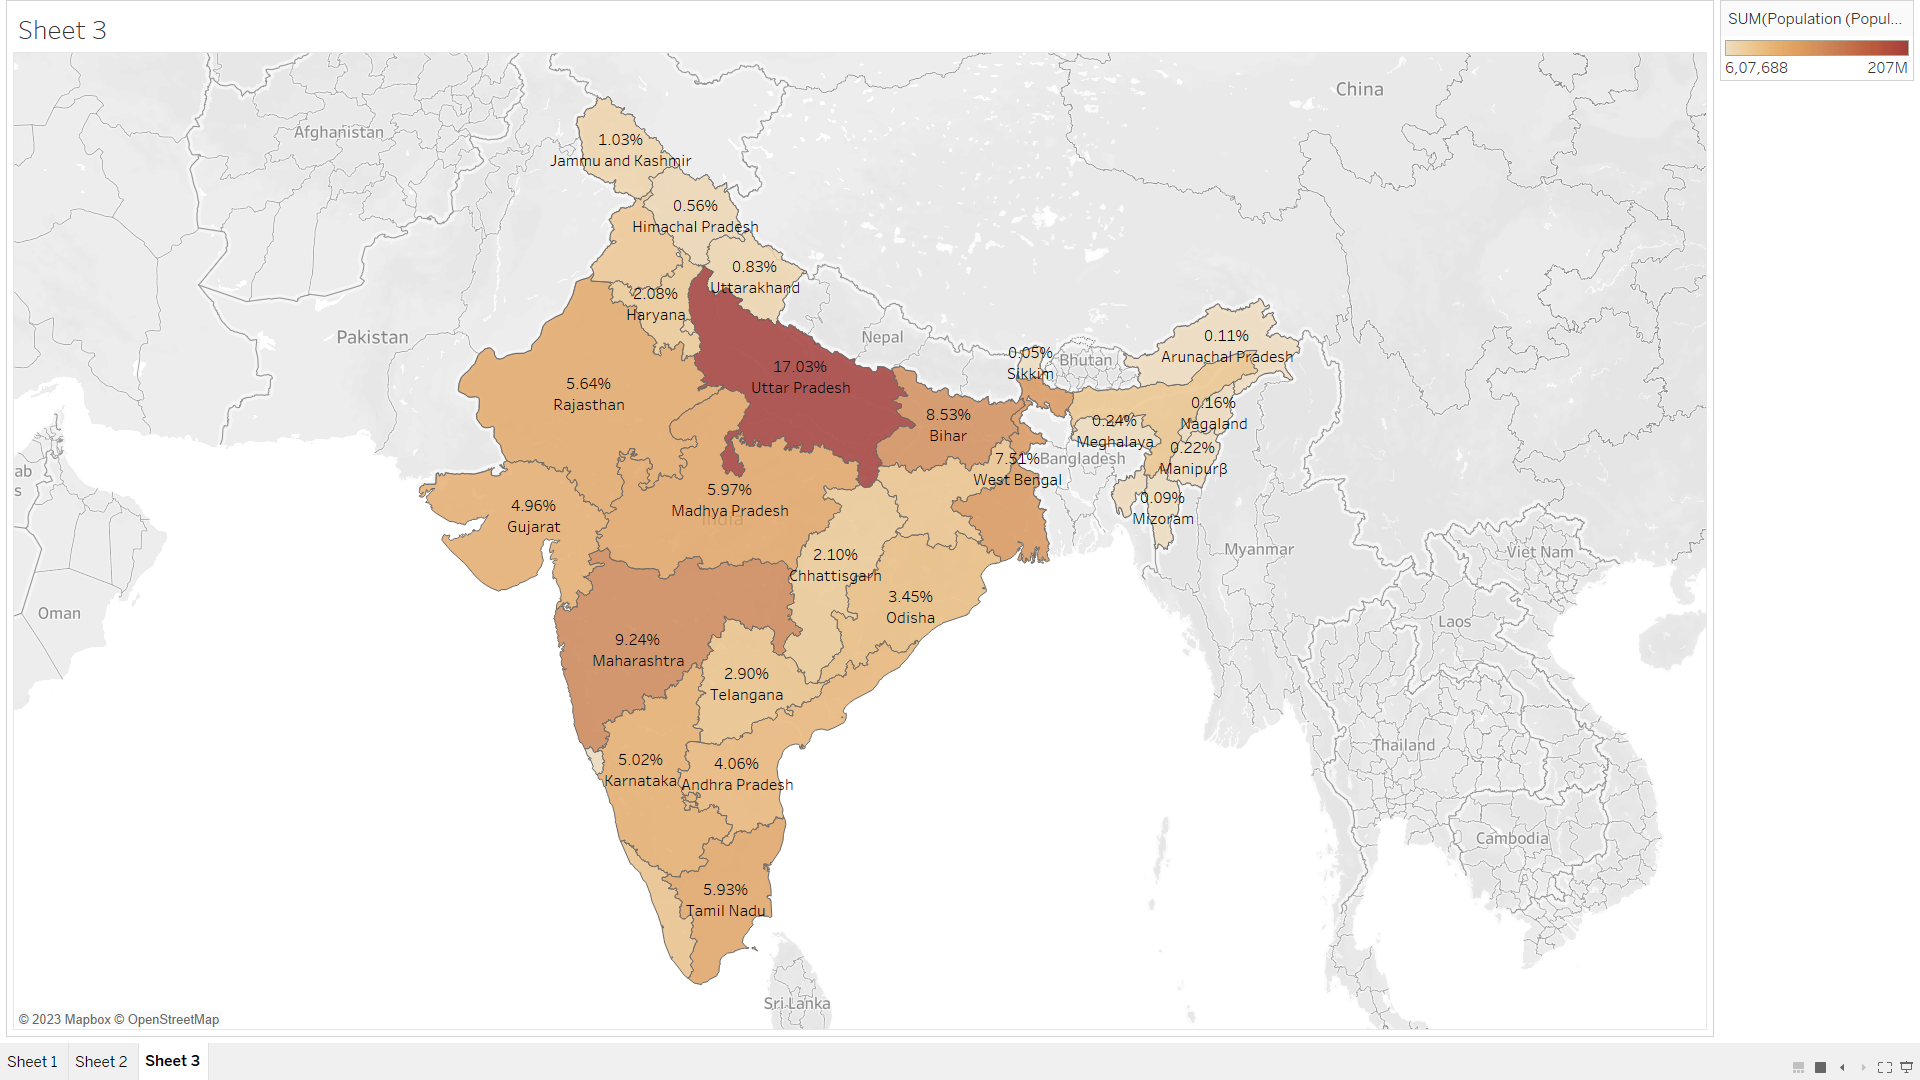 Sheet 3
SUM(Population (Popul...
6,07,688
207M
China
Afghanistan
1.03%
Jammu and Kashmir
0.56%
Himachal Pradesh
0.83%
Uttarakhand
2.08%
Haryana
Pakistan
Nepal
0.11%
Arunachal Pradesh
0.05%
Sikkim
Bhutan
17.03%
Uttar Pradesh
5.64%
Rajasthan
8.53%
Bihar
0.16%
Nagaland
0.24%
Meghalaya
0.22%
Manipurβ
7.51%
West Bengal
Bangladesh
ab
s
5.97%
Madhya Pradesh
India
4.96%
Gujarat
0.09%
Mizoram
Myanmar
Viet Nam
2.10%
Chhattisgarh
3.45%
Odisha
Oman
Laos
9.24%
Maharashtra
2.90%
Telangana
Thailand
5.02%
Karnataka
4.06%
Andhra Pradesh
Cambodia
5.93%
Tamil Nadu
Sri Lanka
© 2023 Mapbox © OpenStreetMap
Sheet 1
Sheet 2
Sheet 3